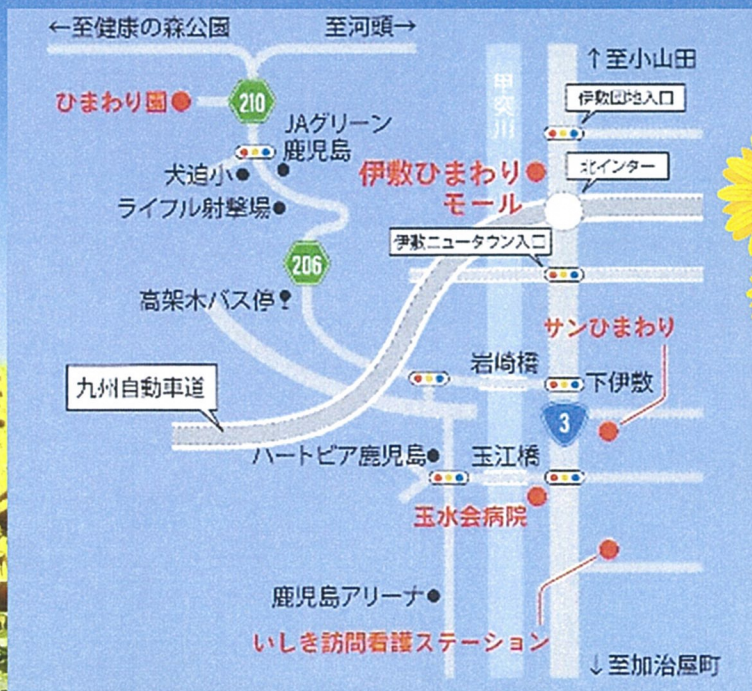 ←至健康の森公園
至河頭→
↑至小山田
甲突川
伊敷団地入口
ひまわり園
210
JAグリーン
鹿児島
犬迫小
伊敷ひまわり
モール
北インター
ライフル射撃場
伊敷ニュータウン入口
206
高架木バス停
サンひまわり
岩崎橋
下伊敷
九州自動車道
3
ハートピア鹿児島
玉江橋
玉水会病院
鹿児島アリーナ
いしき訪問看護ステーション
↓至加治屋町